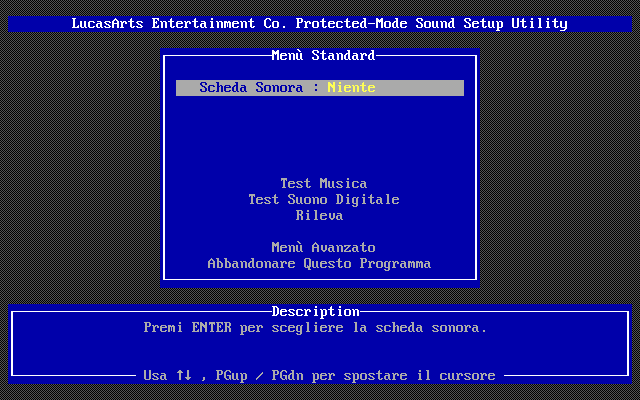 LucasArts Entertainment Co. Protected-Mode Sound Setup Utility
Menù Standard
Scheda Sonora : Niente
Test Musica
Test Suono Digitale
Rileva
Menù Avanzato
Abbandonare Questo Programma
Description
Premi ENTER per scegliere la scheda sonora.
Usa ↑↓ , PGup / PGdn per spostare il cursore